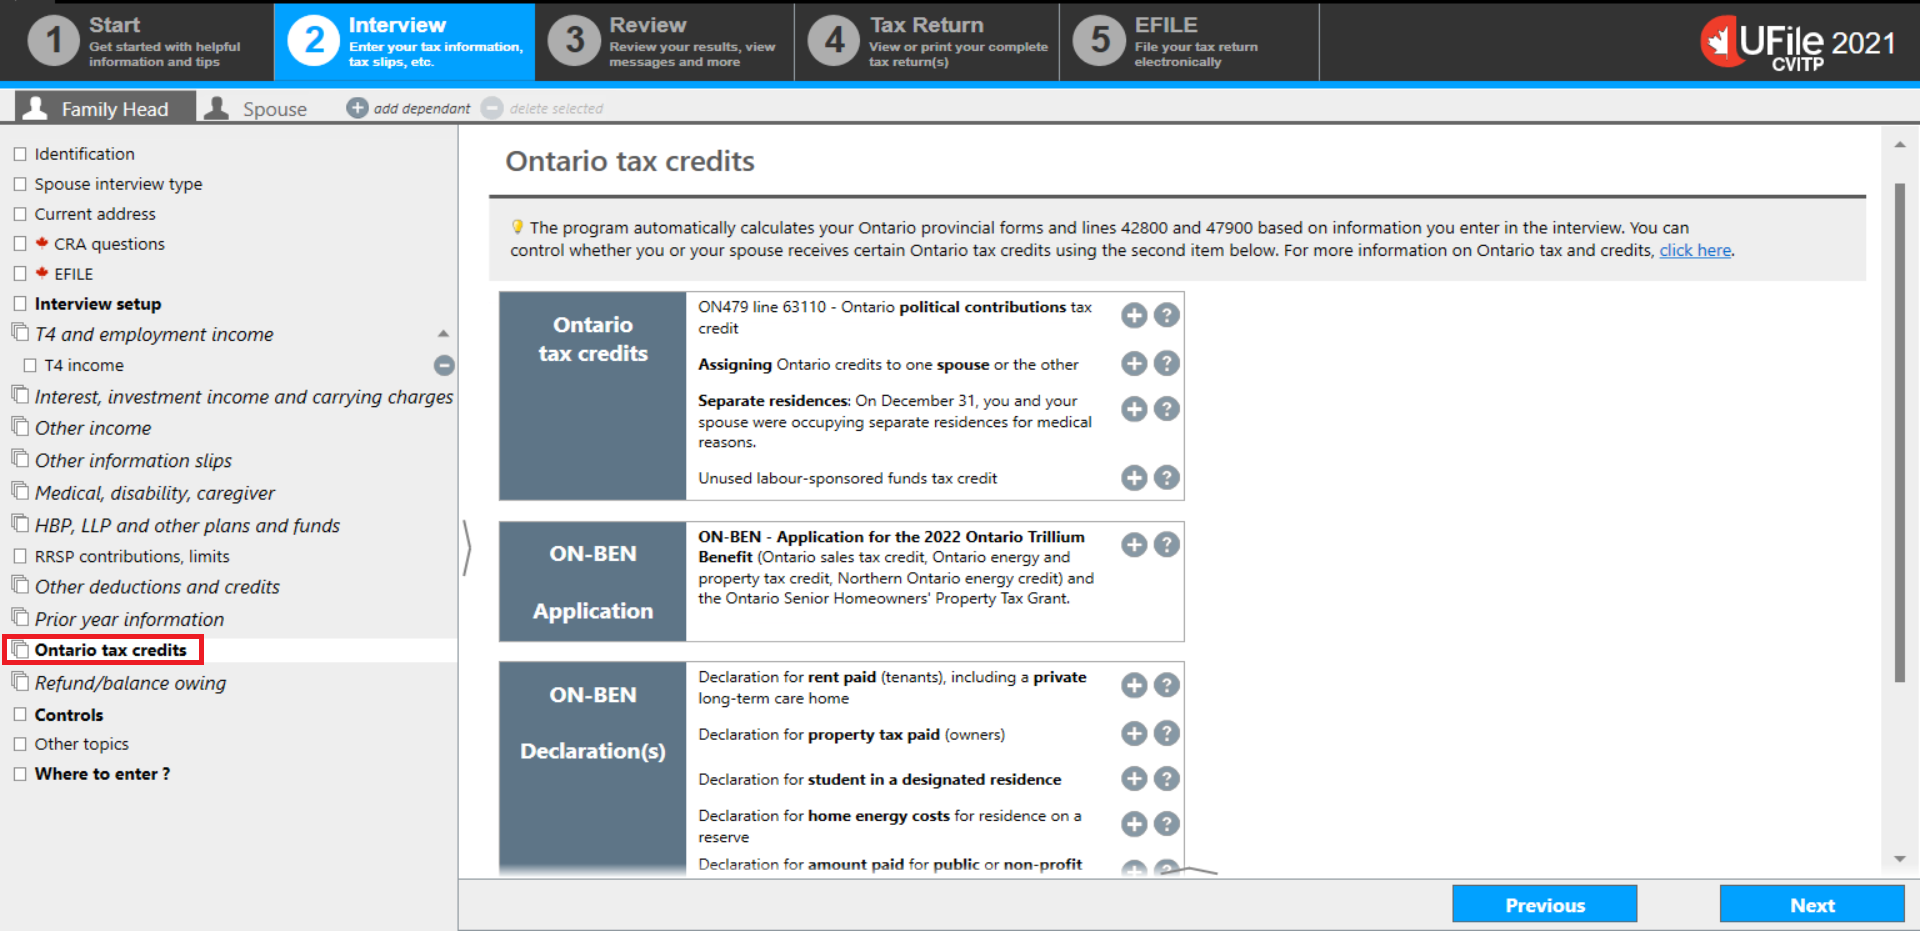 1
Start
Get started with helpful
information and tips
2
Interview
Enter your tax information,
tax slips, etc.
3
Review
Review your results, view
messages and more
4
Tax Return
View or print your complete
tax return(s)
5
EFILE
File your tax return
electronically
UFile 2021
CVITP
Family Head
Spouse
add dependant
delete selected
Identification
Spouse interview type
Current address
CRA questions
EFILE
Interview setup
T4 and employment income
T4 income
Interest, investment income and carrying charges
Other income
Other information slips
Medical, disability, caregiver
HBP, LLP and other plans and funds
RRSP contributions, limits
Other deductions and credits
Prior year information
Ontario tax credits
Refund/balance owing
Controls
Other topics
Where to enter ?
Ontario tax credits
The program automatically calculates your Ontario provincial forms and lines 42800 and 47900 based on information you enter in the interview. You can
control whether you or your spouse receives certain Ontario tax credits using the second item below. For more information on Ontario tax and credits, click here.
Ontario
tax credits
ON479 line 63110 - Ontario political contributions tax
credit
Assigning Ontario credits to one spouse or the other
Separate residences: On December 31, you and your
spouse were occupying separate residences for medical
reasons.
Unused labour-sponsored funds tax credit
ON-BEN
Application
ON-BEN - Application for the 2022 Ontario Trillium
Benefit (Ontario sales tax credit, Ontario energy and
property tax credit, Northern Ontario energy credit) and
the Ontario Senior Homeowners' Property Tax Grant.
ON-BEN
Declaration(s)
Declaration for rent paid (tenants), including a private
long-term care home
Declaration for property tax paid (owners)
Declaration for student in a designated residence
Declaration for home energy costs for residence on a
reserve
Declaration for amount paid for public or non-profit
Previous
Next